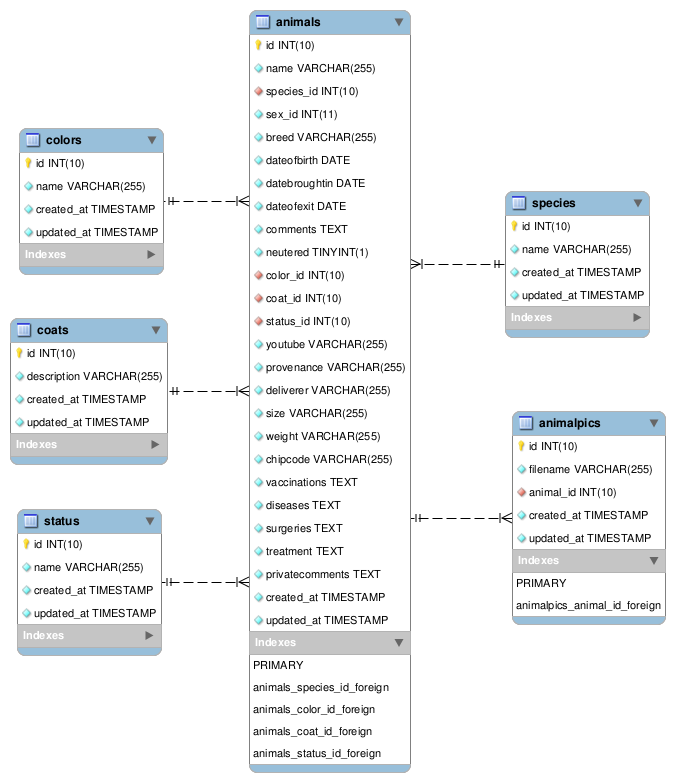 animals
id INT(10)
name VARCHAR(255)
species_id INT(10)
sex_id INT(11)
breed VARCHAR(255)
dateofbirth DATE
datebroughtin DATE
dateofexit DATE
comments TEXT
neutered TINYINT(1)
color_id INT(10)
coat_id INT(10)
status_id INT(10)
youtube VARCHAR(255)
provenance VARCHAR(255)
deliverer VARCHAR(255)
size VARCHAR(255)
weight VARCHAR(255)
chipcode VARCHAR(255)
vaccinations TEXT
diseases TEXT
surgeries TEXT
treatment TEXT
privatecomments TEXT
created_at TIMESTAMP
updated_at TIMESTAMP
Indexes
PRIMARY
animals_species_id_foreign
animals_color_id_foreign
animals_coat_id_foreign
animals_status_id_foreign
colors
id INT(10)
name VARCHAR(255)
created_at TIMESTAMP
updated_at TIMESTAMP
Indexes
coats
id INT(10)
description VARCHAR(255)
created_at TIMESTAMP
updated_at TIMESTAMP
Indexes
status
id INT(10)
name VARCHAR(255)
created_at TIMESTAMP
updated_at TIMESTAMP
Indexes
species
id INT(10)
name VARCHAR(255)
created_at TIMESTAMP
updated_at TIMESTAMP
Indexes
animalpics
id INT(10)
filename VARCHAR(255)
animal_id INT(10)
created_at TIMESTAMP
updated_at TIMESTAMP
Indexes
PRIMARY
animalpics_animal_id_foreign